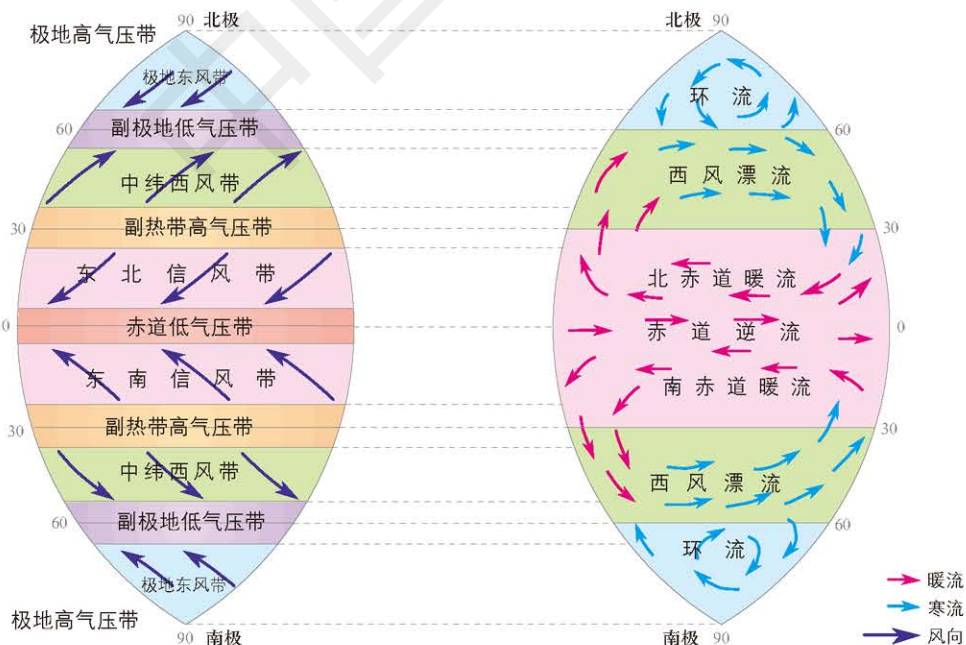 90 北极
极地高气压带
极地东风带
60
副极地低气压带
中纬西风带
副热带高气压带
30
东北信风带
0
赤道低气压带
东南信风带
副热带高气压带
30
中纬西风带
副极地低气压带
60
极地东风带
极地高气压带
90 南极
北极 90
环流
60
西风漂流
30
北赤道暖流
赤道逆流
0
南赤道暖流
30
西风漂流
60
环流
南极 90
暖流
寒流
风向
中国